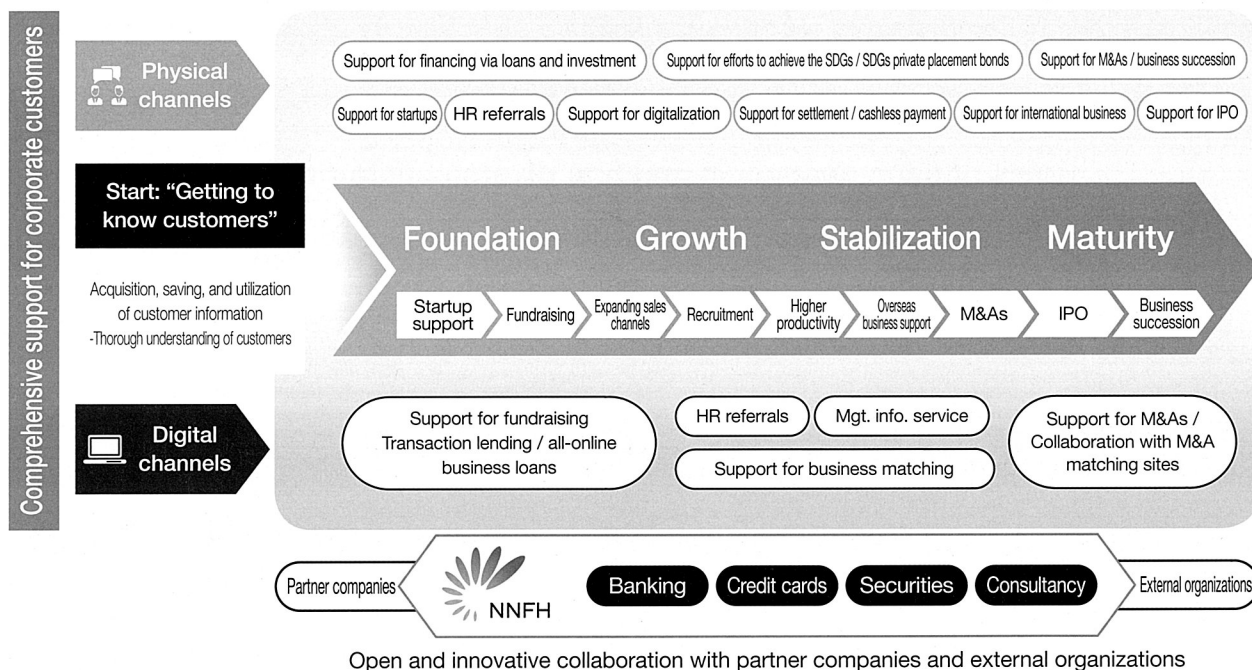 Comprehensive support for corporate customers
Physical
channels
Support for financing via loans and investment
Support for efforts to achieve the SDGs / SDGs private placement bonds
Support for M&As / business succession
Support for startups
HR referrals
Support for digitalization
Support for settlement / cashless payment
Support for international business
Support for IPO
Start: “Getting to
know customers”
Acquisition, saving, and utilization
of customer information
-Thorough understanding of customers
Foundation
Growth
Stabilization
Maturity
Startup
support
Fundraising
Expanding sales
channels
Recruitment
Higher
productivity
Overseas
business support
M&As
IPO
Business
succession
Digital
channels
Support for fundraising
Transaction lending / all-online
business loans
HR referrals
Mgt. info. service
Support for business matching
Support for M&As /
Collaboration with M&A
matching sites
Partner companies
NNFH
Banking
Credit cards
Securities
Consultancy
External organizations
Open and innovative collaboration with partner companies and external organizations